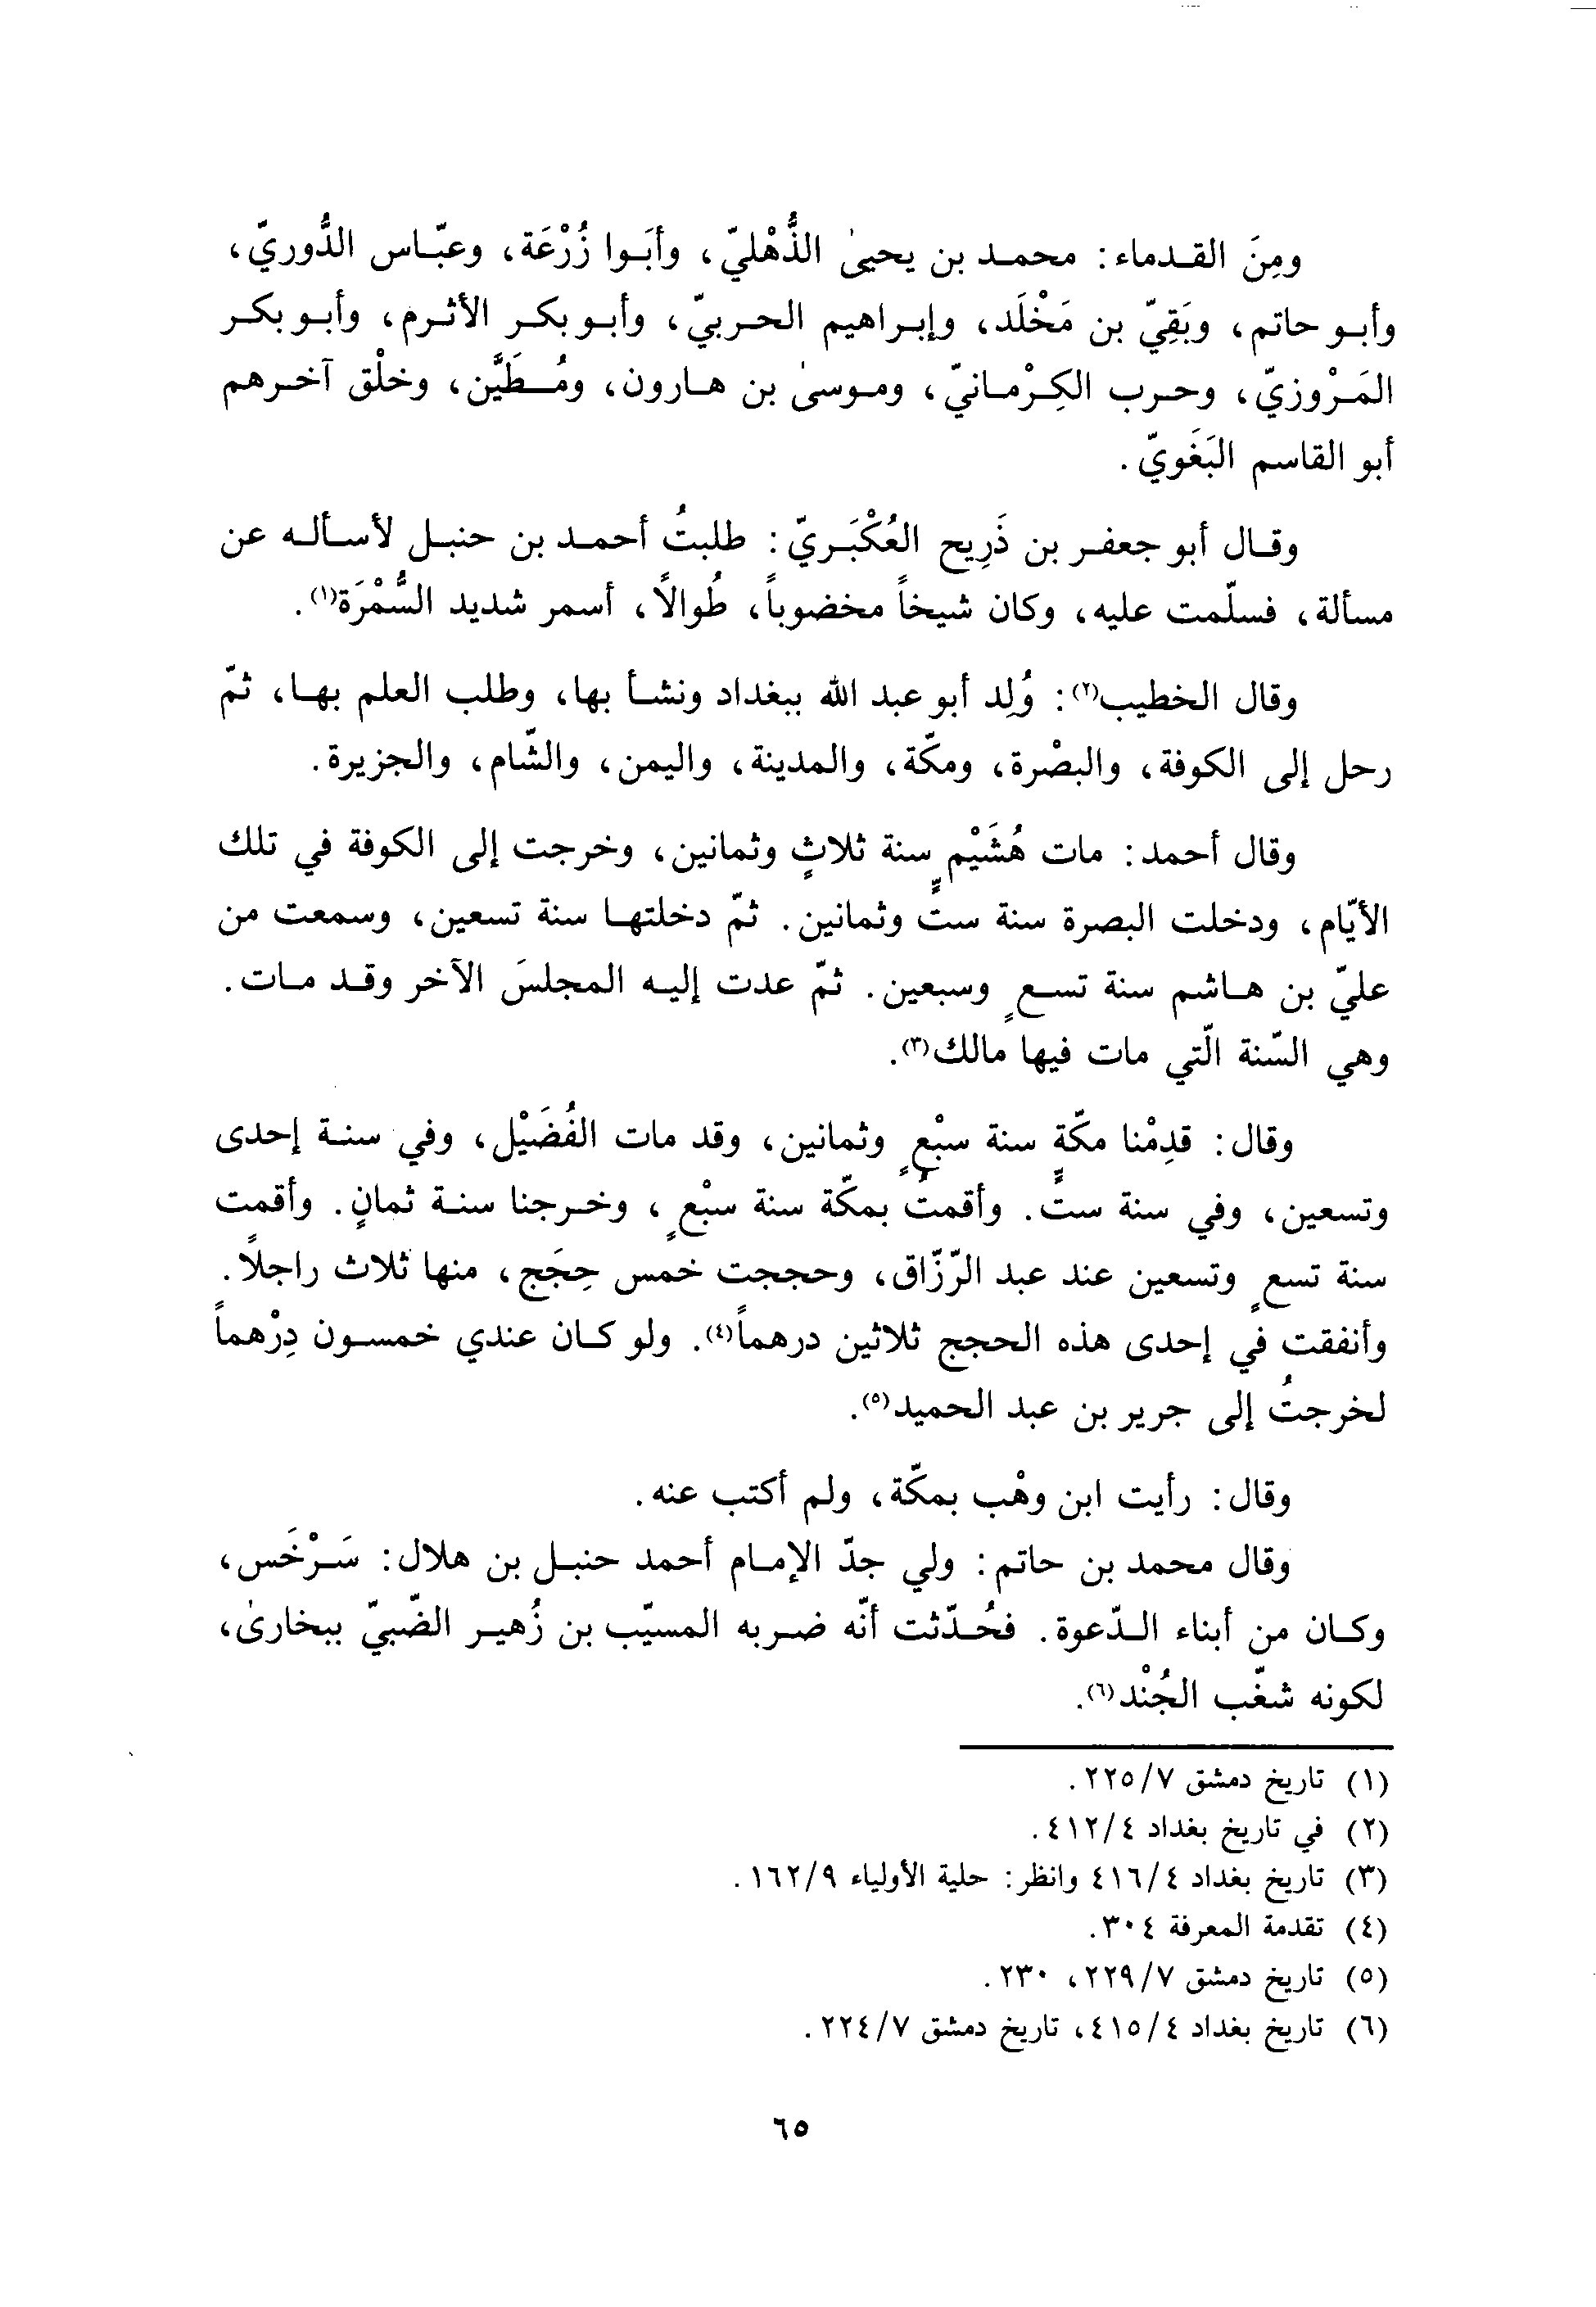 ومِنَ القدماء: محمد بن يحيىٰ الذُّهْليّ، وأبَوا زُرْعَة، وعبّاس الدُّوريّ،
وأبو حاتم، وبَقِيّ بن مَخْلَد، وإبراهيم الحربيّ، وأبو بكر الأثرم، وأبو بكر
المَرْوزيّ، وحرب الكِرْمانيّ، وموسىٰ بن هارون، ومُطَيَّن، وخلْق آخرهم
أبو القاسم البَغَويّ.
وقال أبو جعفر بن ذَرِيح العُكْبَريّ: طلبتُ أحمد بن حنبل لأسأله عن
مسألة، فسلّمت عليه، وكان شيخاً مخضوباً، طُوالاً، أسمر شديد السُّمْرَة(١).
وقال الخطيب(٢): وُلِد أبو عبد الله ببغداد ونشأ بها، وطلب العلم بها، ثمّ
رحل إلى الكوفة، والبصْرة، ومكّة، والمدينة، واليمن، والشّام، والجزيرة.
وقال أحمد: مات هُشَيْم سنة ثلاثٍ وثمانين، وخرجت إلى الكوفة في تلك
الأيّام، ودخلت البصرة سنة ستٍّ وثمانين. ثمّ دخلتها سنة تسعين، وسمعت من
عليّ بن هاشم سنة تسعٍ وسبعين. ثمّ عدت إليه المجلسَ الآخر وقد مات.
وهي السّنة الّتي مات فيها مالك(٣).
وقال: قدِمْنا مكّة سنة سبْعٍ وثمانين، وقد مات الفُضَيْل، وفي سنة إحدى
وتسعين، وفي سنة ستٍّ. وأقمتُ بمكّة سنة سبْعٍ، وخرجنا سنة ثمانٍ. وأقمت
سنة تسعٍ وتسعين عند عبد الرّزّاق، وحججت خمس حِجَج، منها ثلاث راجلاً.
وأنفقت في إحدى هذه الحجج ثلاثين درهماً(٤). ولو كان عندي خمسون دِرْهماً
لخرجتُ إلى جرير بن عبد الحميد(٥).
وقال: رأيت ابن وهْب بمكّة، ولم أكتب عنه.
وقال محمد بن حاتم: ولي جدّ الإمام أحمد حنبل بن هلال: سَرْخَس،
وكان من أبناء الدّعوة. فحُدّثت أنّه ضربه المسيّب بن زُهير الضّبيّ ببخارىٰ،
لكونه شغّب الجُنْد(٦).
(١) تاريخ دمشق ٢٢٥/٧.
(٢) في تاريخ بغداد ٤١٢/٤.
(٣) تاريخ بغداد ٤١٦/٤ وانظر: حلية الأولياء ١٦٢/٩.
(٤) تقدمة المعرفة ٣٠٤.
(٥) تاريخ دمشق ٢٢٩/٧، ٢٣٠.
(٦) تاريخ بغداد ٤١٥/٤، تاريخ دمشق ٢٢٤/٧.
٦٥